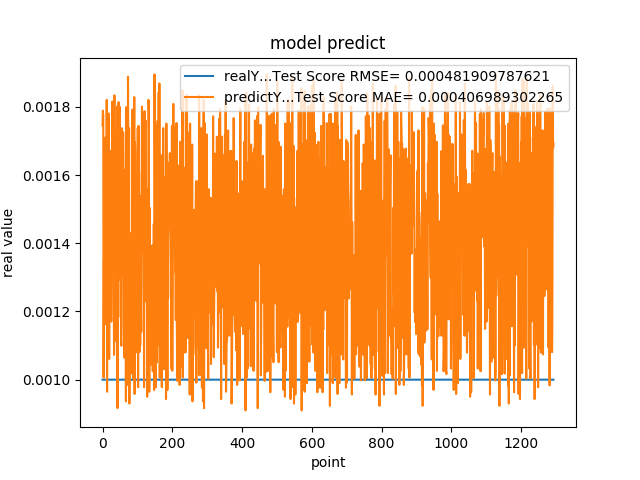 model predict
realY...Test Score RMSE= 0.000481909787621
predictY...Test Score MAE= 0.000406989302265
0.0018
0.0016
0.0014
0.0012
0.0010
real value
0 200 400 600 800 1000 1200
point